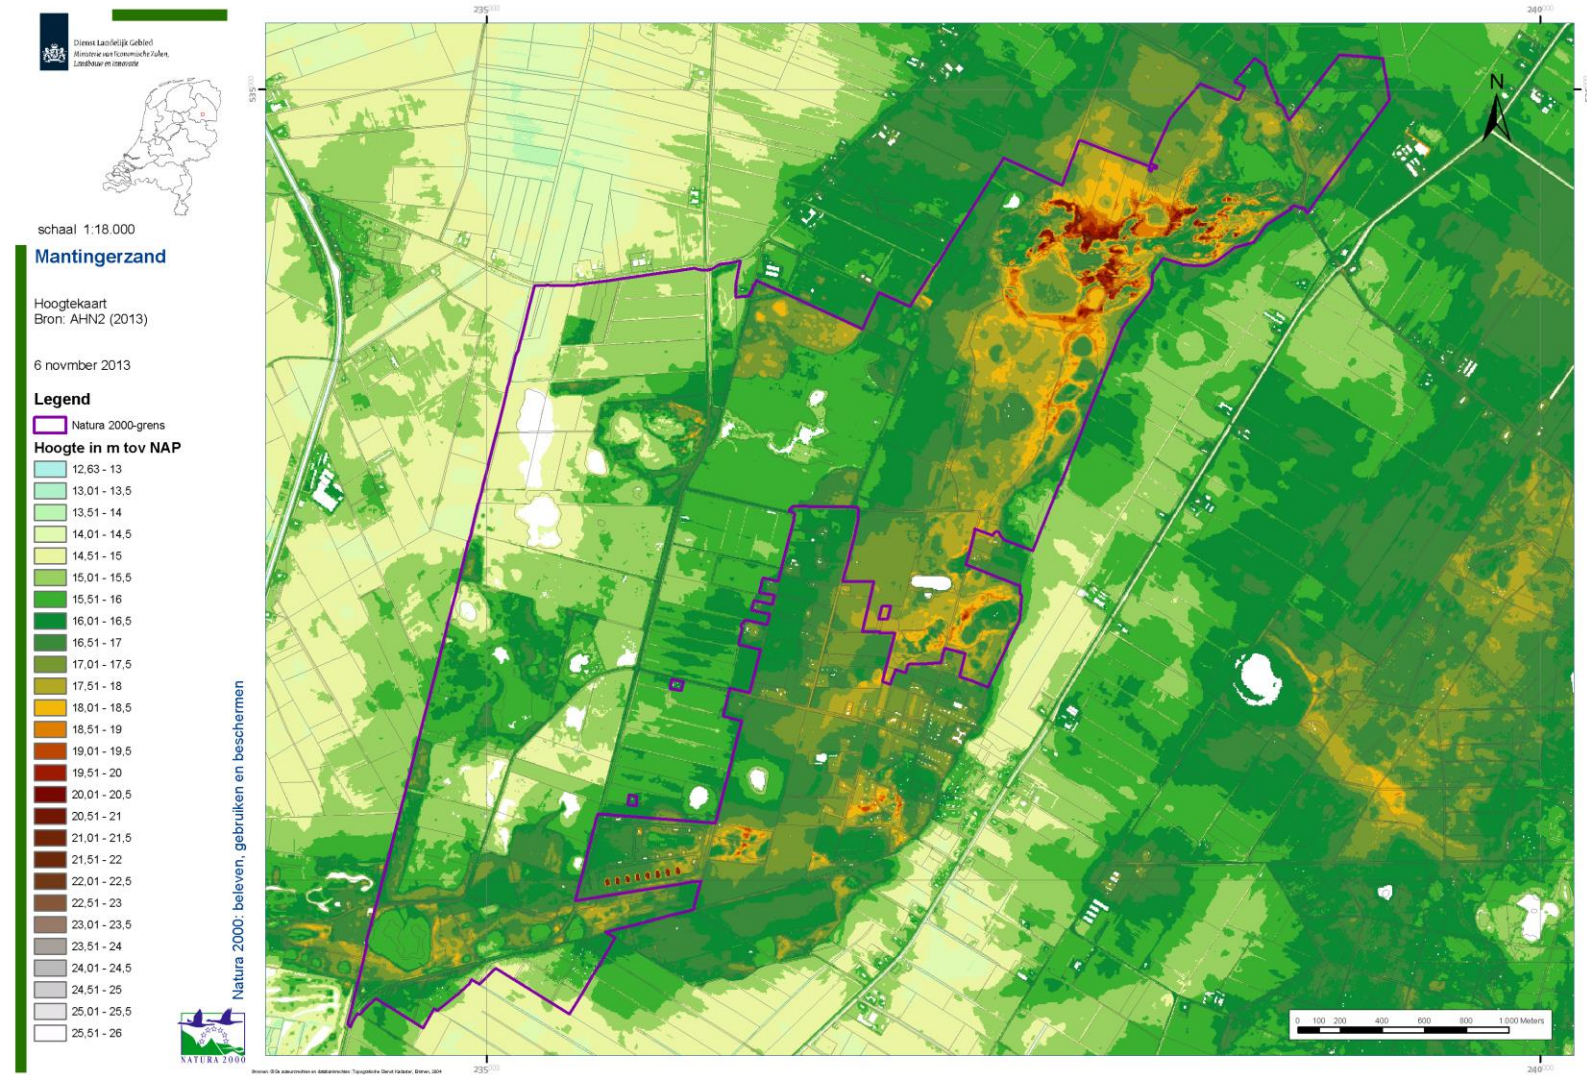 Dienst Landelijk Gebied
Ministerie van Economische Zaken,
Landbouw en Innovatie
schaal 1:18.000
Mantingerzand
Hoogtekaart
Bron: AHN2 (2013)
6 novmber 2013
Legend
Natura 2000-grens
Hoogte in m tov NAP
12,63 - 13
13,01 - 13,5
13,51 - 14
14,01 - 14,5
14,51 - 15
15,01 - 15,5
15,51 - 16
16,01 - 16,5
16,51 - 17
17,01 - 17,5
17,51 - 18
18,01 - 18,5
18,51 - 19
19,01 - 19,5
19,51 - 20
20,01 - 20,5
20,51 - 21
21,01 - 21,5
21,51 - 22
22,01 - 22,5
22,51 - 23
23,01 - 23,5
23,51 - 24
24,01 - 24,5
24,51 - 25
25,01 - 25,5
25,51 - 26
Natura 2000: beleven, gebruiken en beschermen
NATURA 2000
235000
240000
535000
N
0 100 200 400 600 800 1.000 Meters
235000
240000